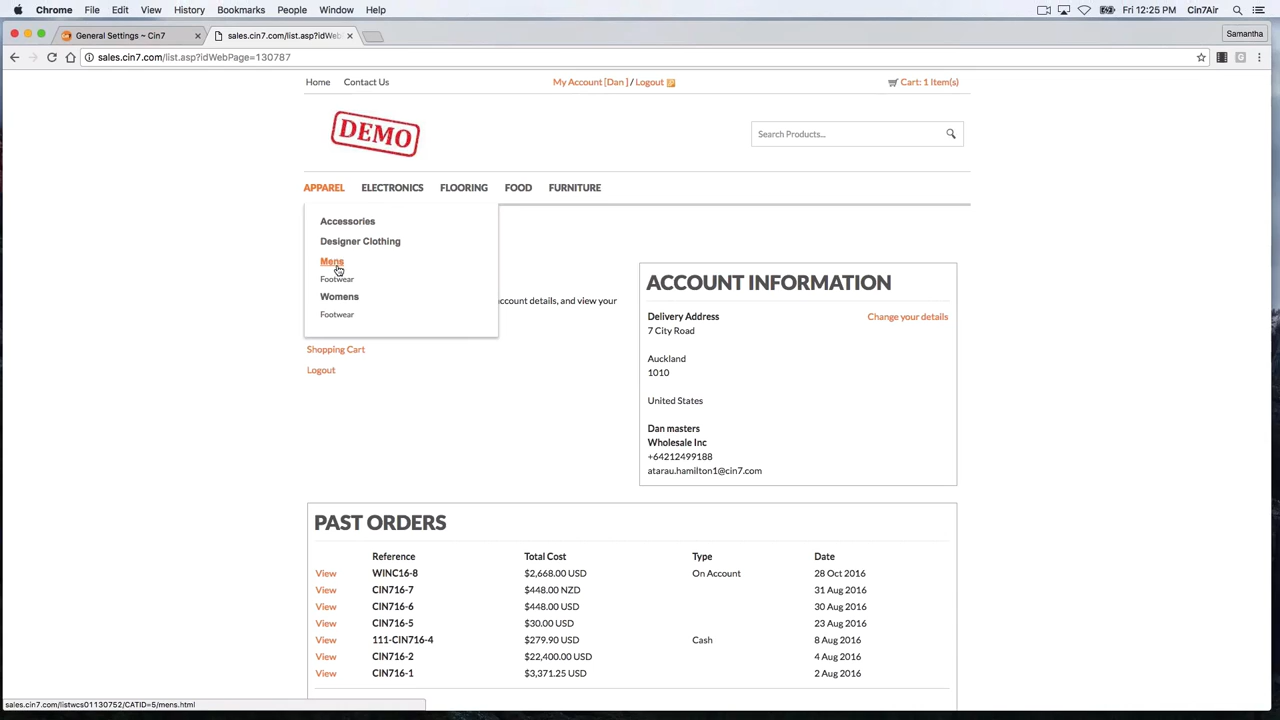 Chrome File Edit View History Bookmarks People Window Help Fri 12:25 PM Cin7Air
General Settings ~ Cin7 sales.cin7.com/list.asp?idWeb Samantha
sales.cin7.com/list.asp?idWebPage=130787
Home Contact Us My Account [Dan ] / Logout Cart: 1 Item(s)
DEMO
Search Products...
APPAREL ELECTRONICS FLOORING FOOD FURNITURE
Accessories
Designer Clothing
Mens
Footwear
Womens
Footwear
ccount details, and view your
Shopping Cart
Logout
ACCOUNT INFORMATION
Delivery Address Change your details
7 City Road
Auckland
1010
United States
Dan masters
Wholesale Inc
+64212499188
atarau.hamilton1@cin7.com
PAST ORDERS
Reference Total Cost Type Date
View WINC16-8 $2,668.00 USD On Account 28 Oct 2016
View CIN716-7 $448.00 NZD 31 Aug 2016
View CIN716-6 $448.00 USD 30 Aug 2016
View CIN716-5 $30.00 USD 23 Aug 2016
View 111-CIN716-4 $279.90 USD Cash 8 Aug 2016
View CIN716-2 $22,400.00 USD 4 Aug 2016
View CIN716-1 $3,371.25 USD 2 Aug 2016
sales.cin7.com/listwcs01130752/CATID=5/mens.html